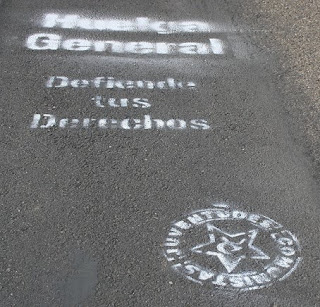 Huelga
General
Defiende
tus
Derechos
JUVENTUDES COMUNISTAS